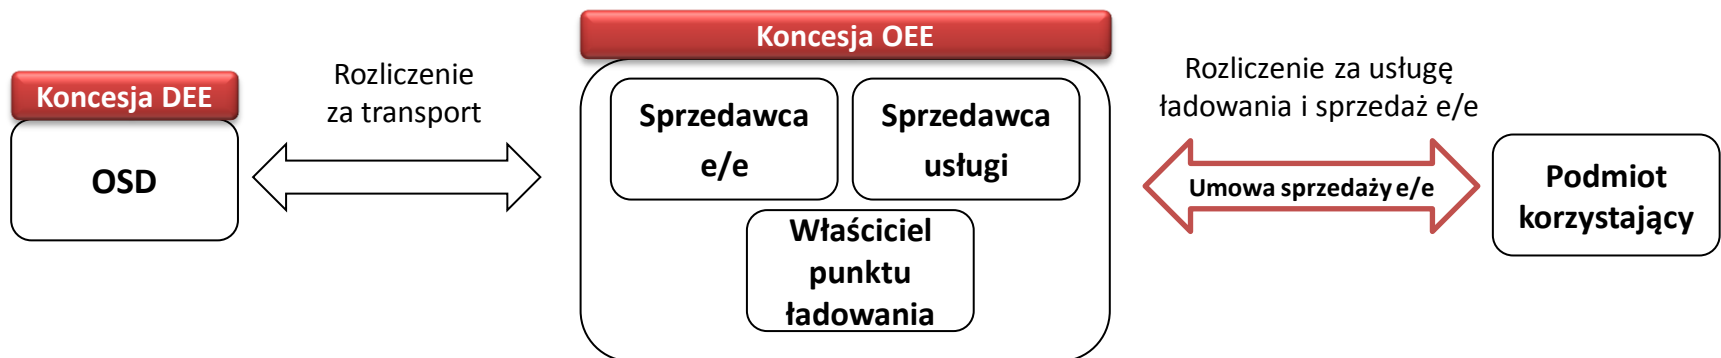 Koncesja DEE
OSD
Rozliczenie
za transport
Koncesja OEE
Sprzedawca
e/e
Sprzedawca
usługi
Właściciel
punktu
ładowania
Rozliczenie za usługę
ładowania i sprzedaż e/e
Umowa sprzedaży e/e
Podmiot
korzystający